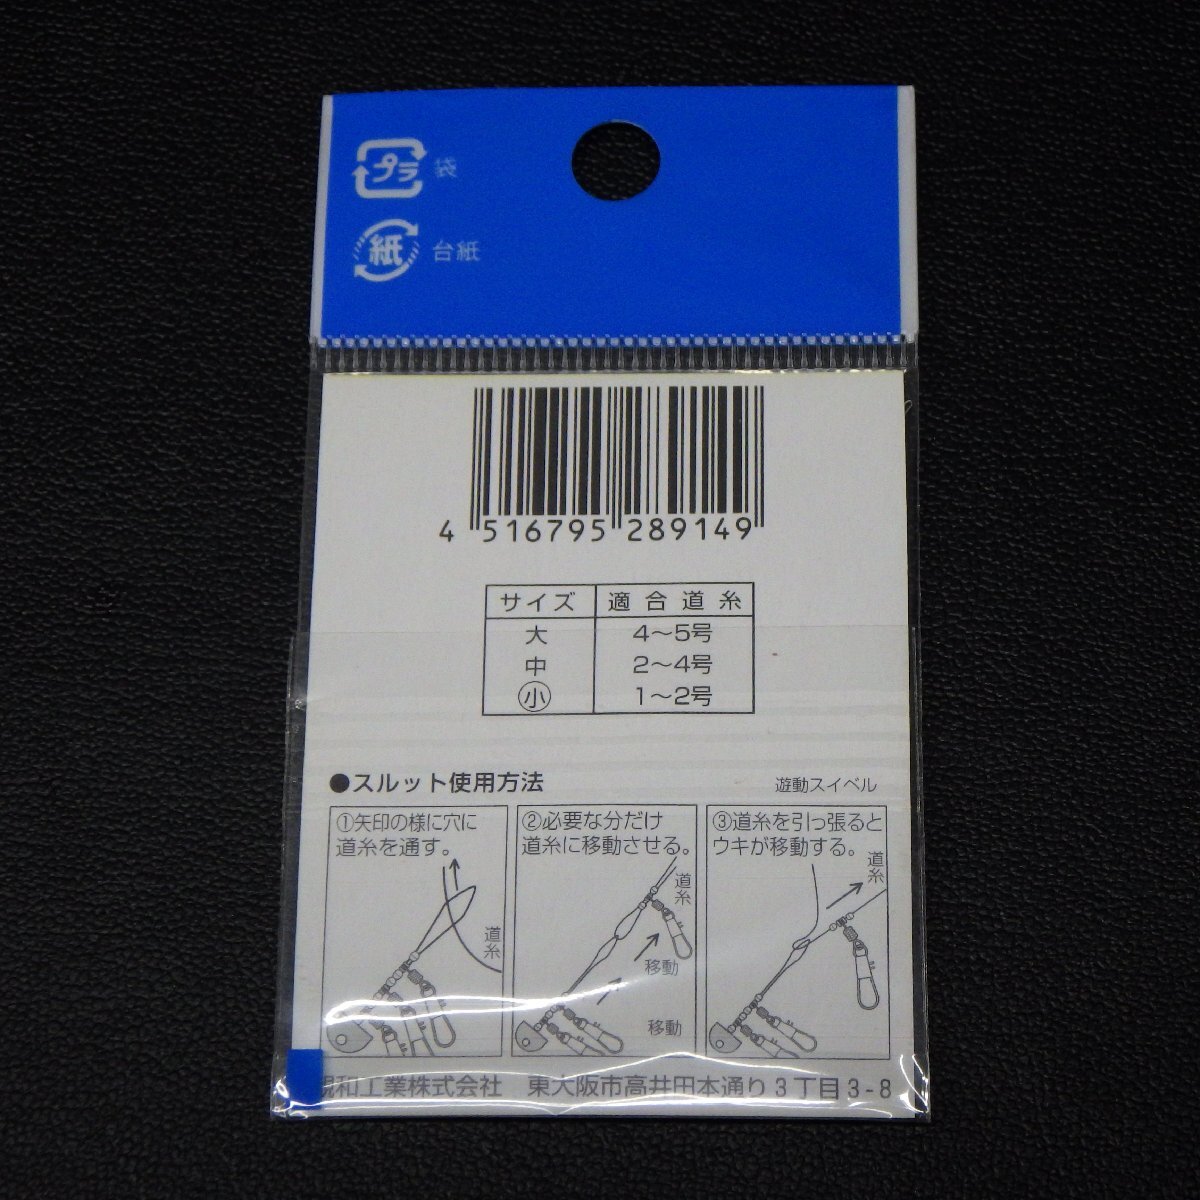 プラ 袋
紙 台紙
4 516795 289149
サイズ 適合道糸
大 4～5号
中 2～4号
小 1～2号
●スルット使用方法 遊動スイベル
①矢印の様に穴に
道糸を通す。
道糸
②必要な分だけ
道糸に移動させる。
道糸
移動
移動
③道糸を引っ張ると
ウキが移動する。
道糸
親和工業株式会社 東大阪市高井田本通り3丁目3-8